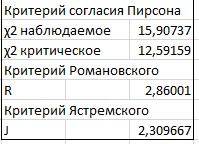 Критерий согласия Пирсона
χ2 наблюдаемое 15,90737
χ2 критическое 12,59159
Критерий Романовского
R 2,86001
Критерий Ястремского
J 2,309667